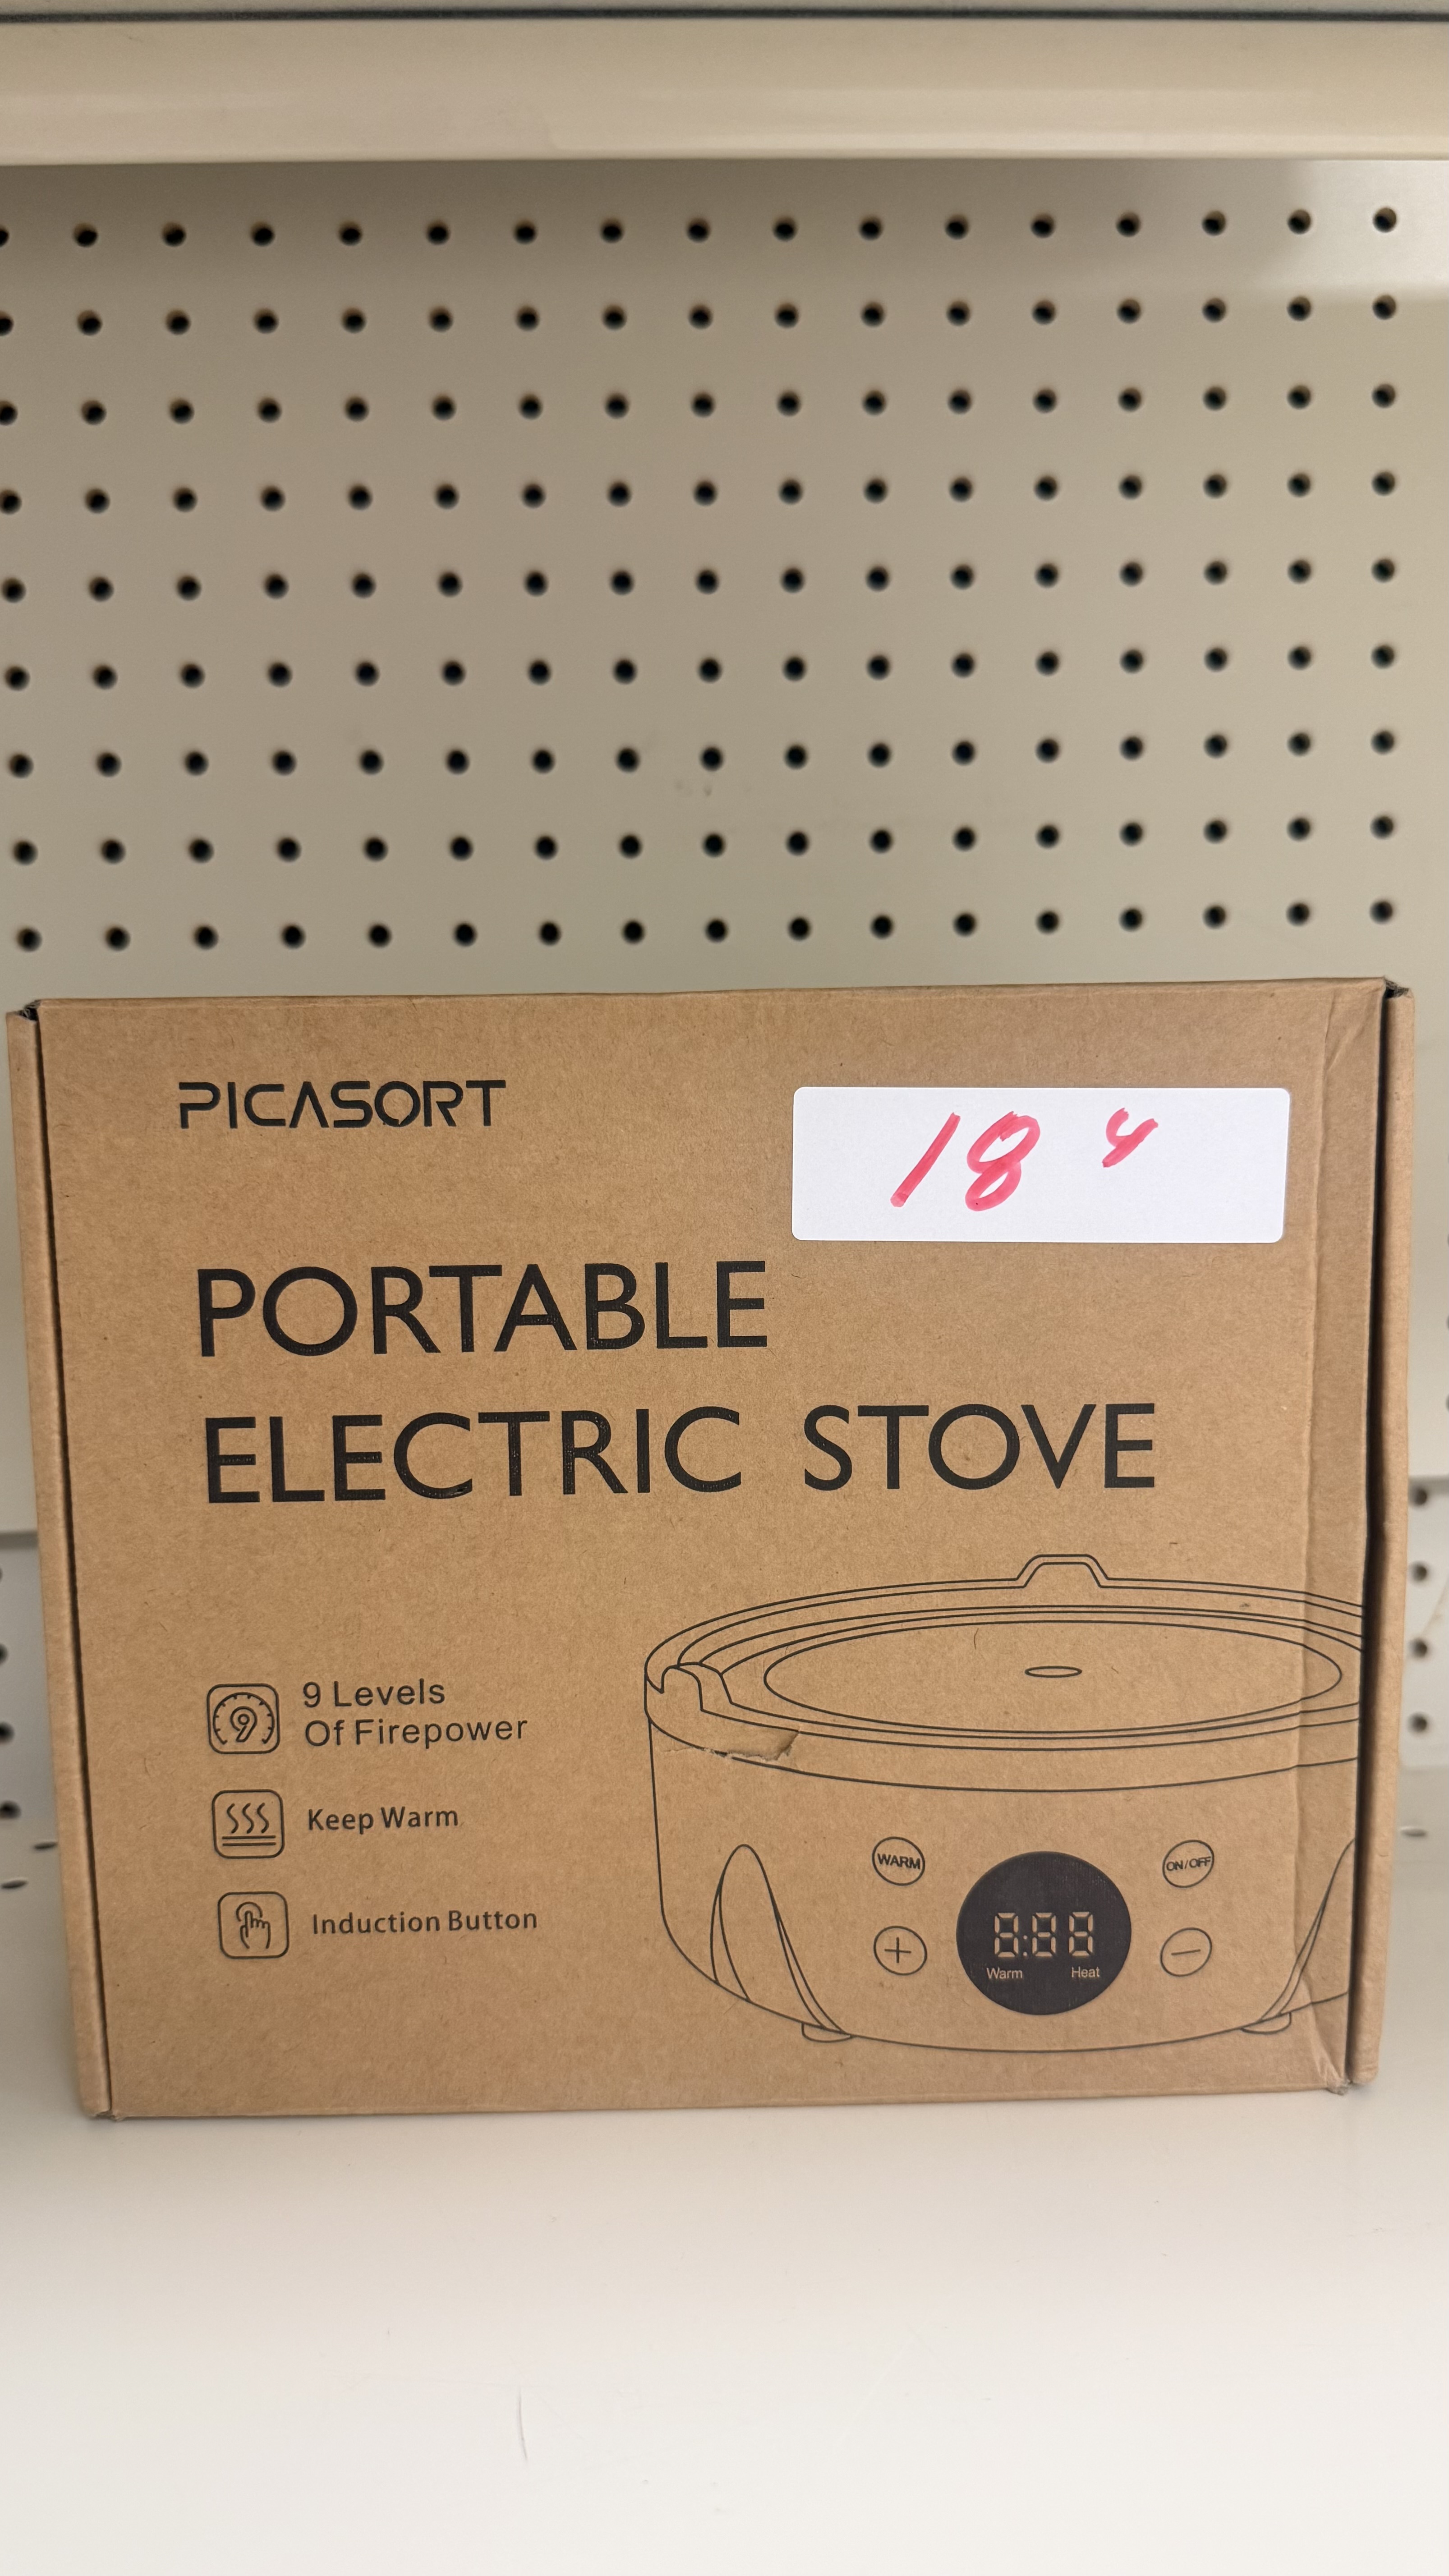 PICASORT
18
PORTABLE
ELECTRIC STOVE
9 Levels
Of Firepower
Keep Warm
Induction Button
9
WARM
ON/OFF
+
8:88
−
Warm Heat